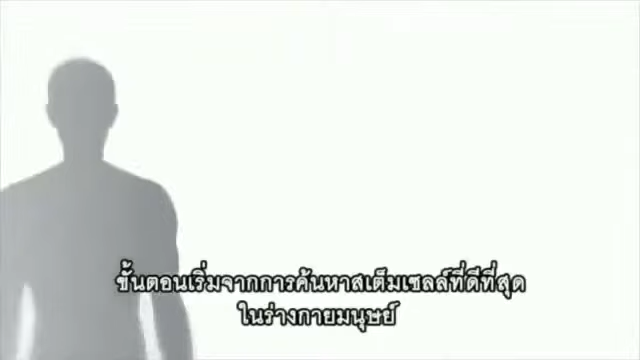 ขั้นตอนเริ่มจากการค้นหาสเต็มเซลล์ที่ดีที่สุด
ในร่างกายมนุษย์